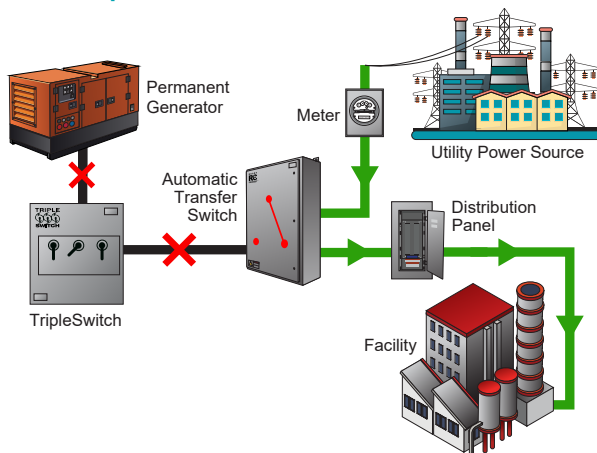 Permanent
Generator
Meter
Utility Power Source
Automatic
Transfer
Switch
TRIPLE
SWITCH
Distribution
Panel
TripleSwitch
Facility